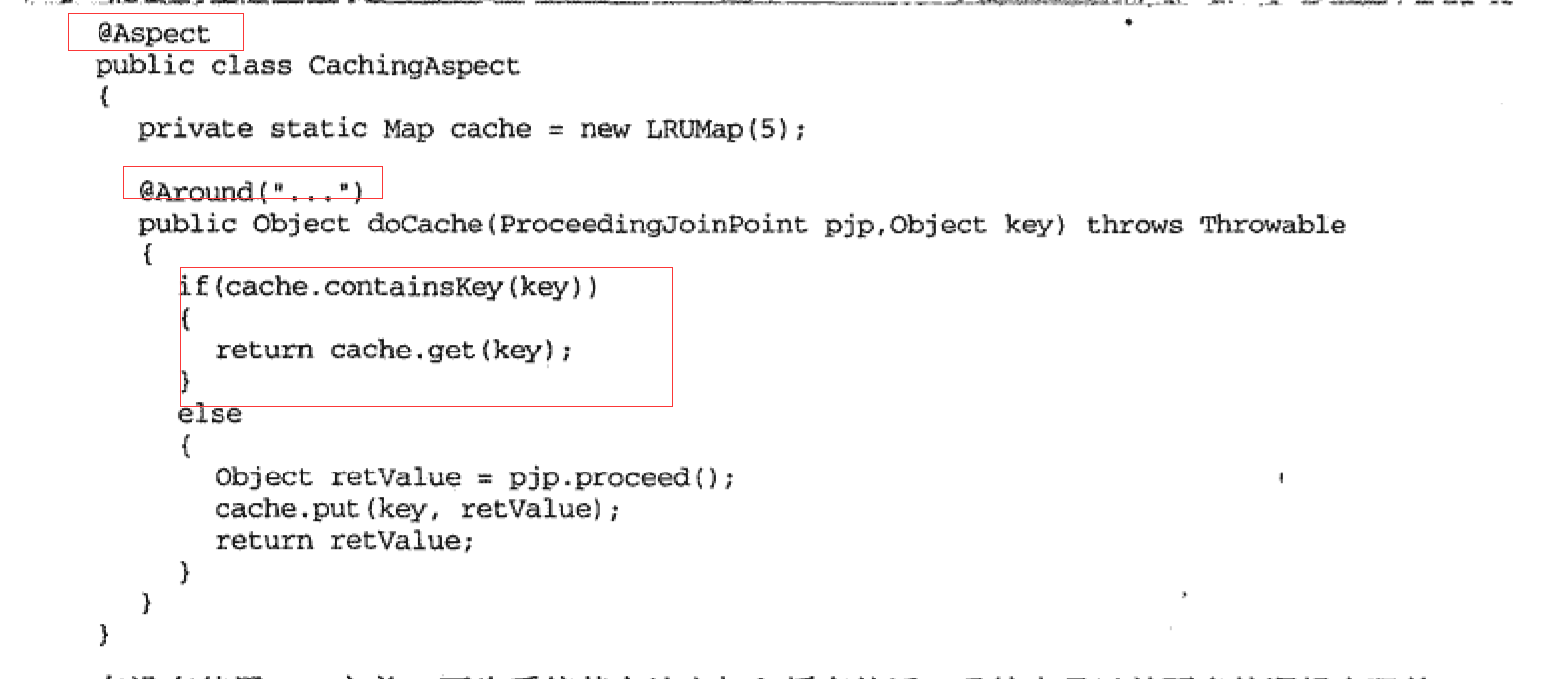 @Aspect
public class CachingAspect
{
private static Map cache = new LRUMap(5);
@Around("...")
public Object doCache(ProceedingJoinPoint pjp,Object key) throws Throwable
{
if(cache.containsKey(key))
{
return cache.get(key);
}
else
{
Object retValue = pjp.proceed();
cache.put(key, retValue);
return retValue;
}
}
}